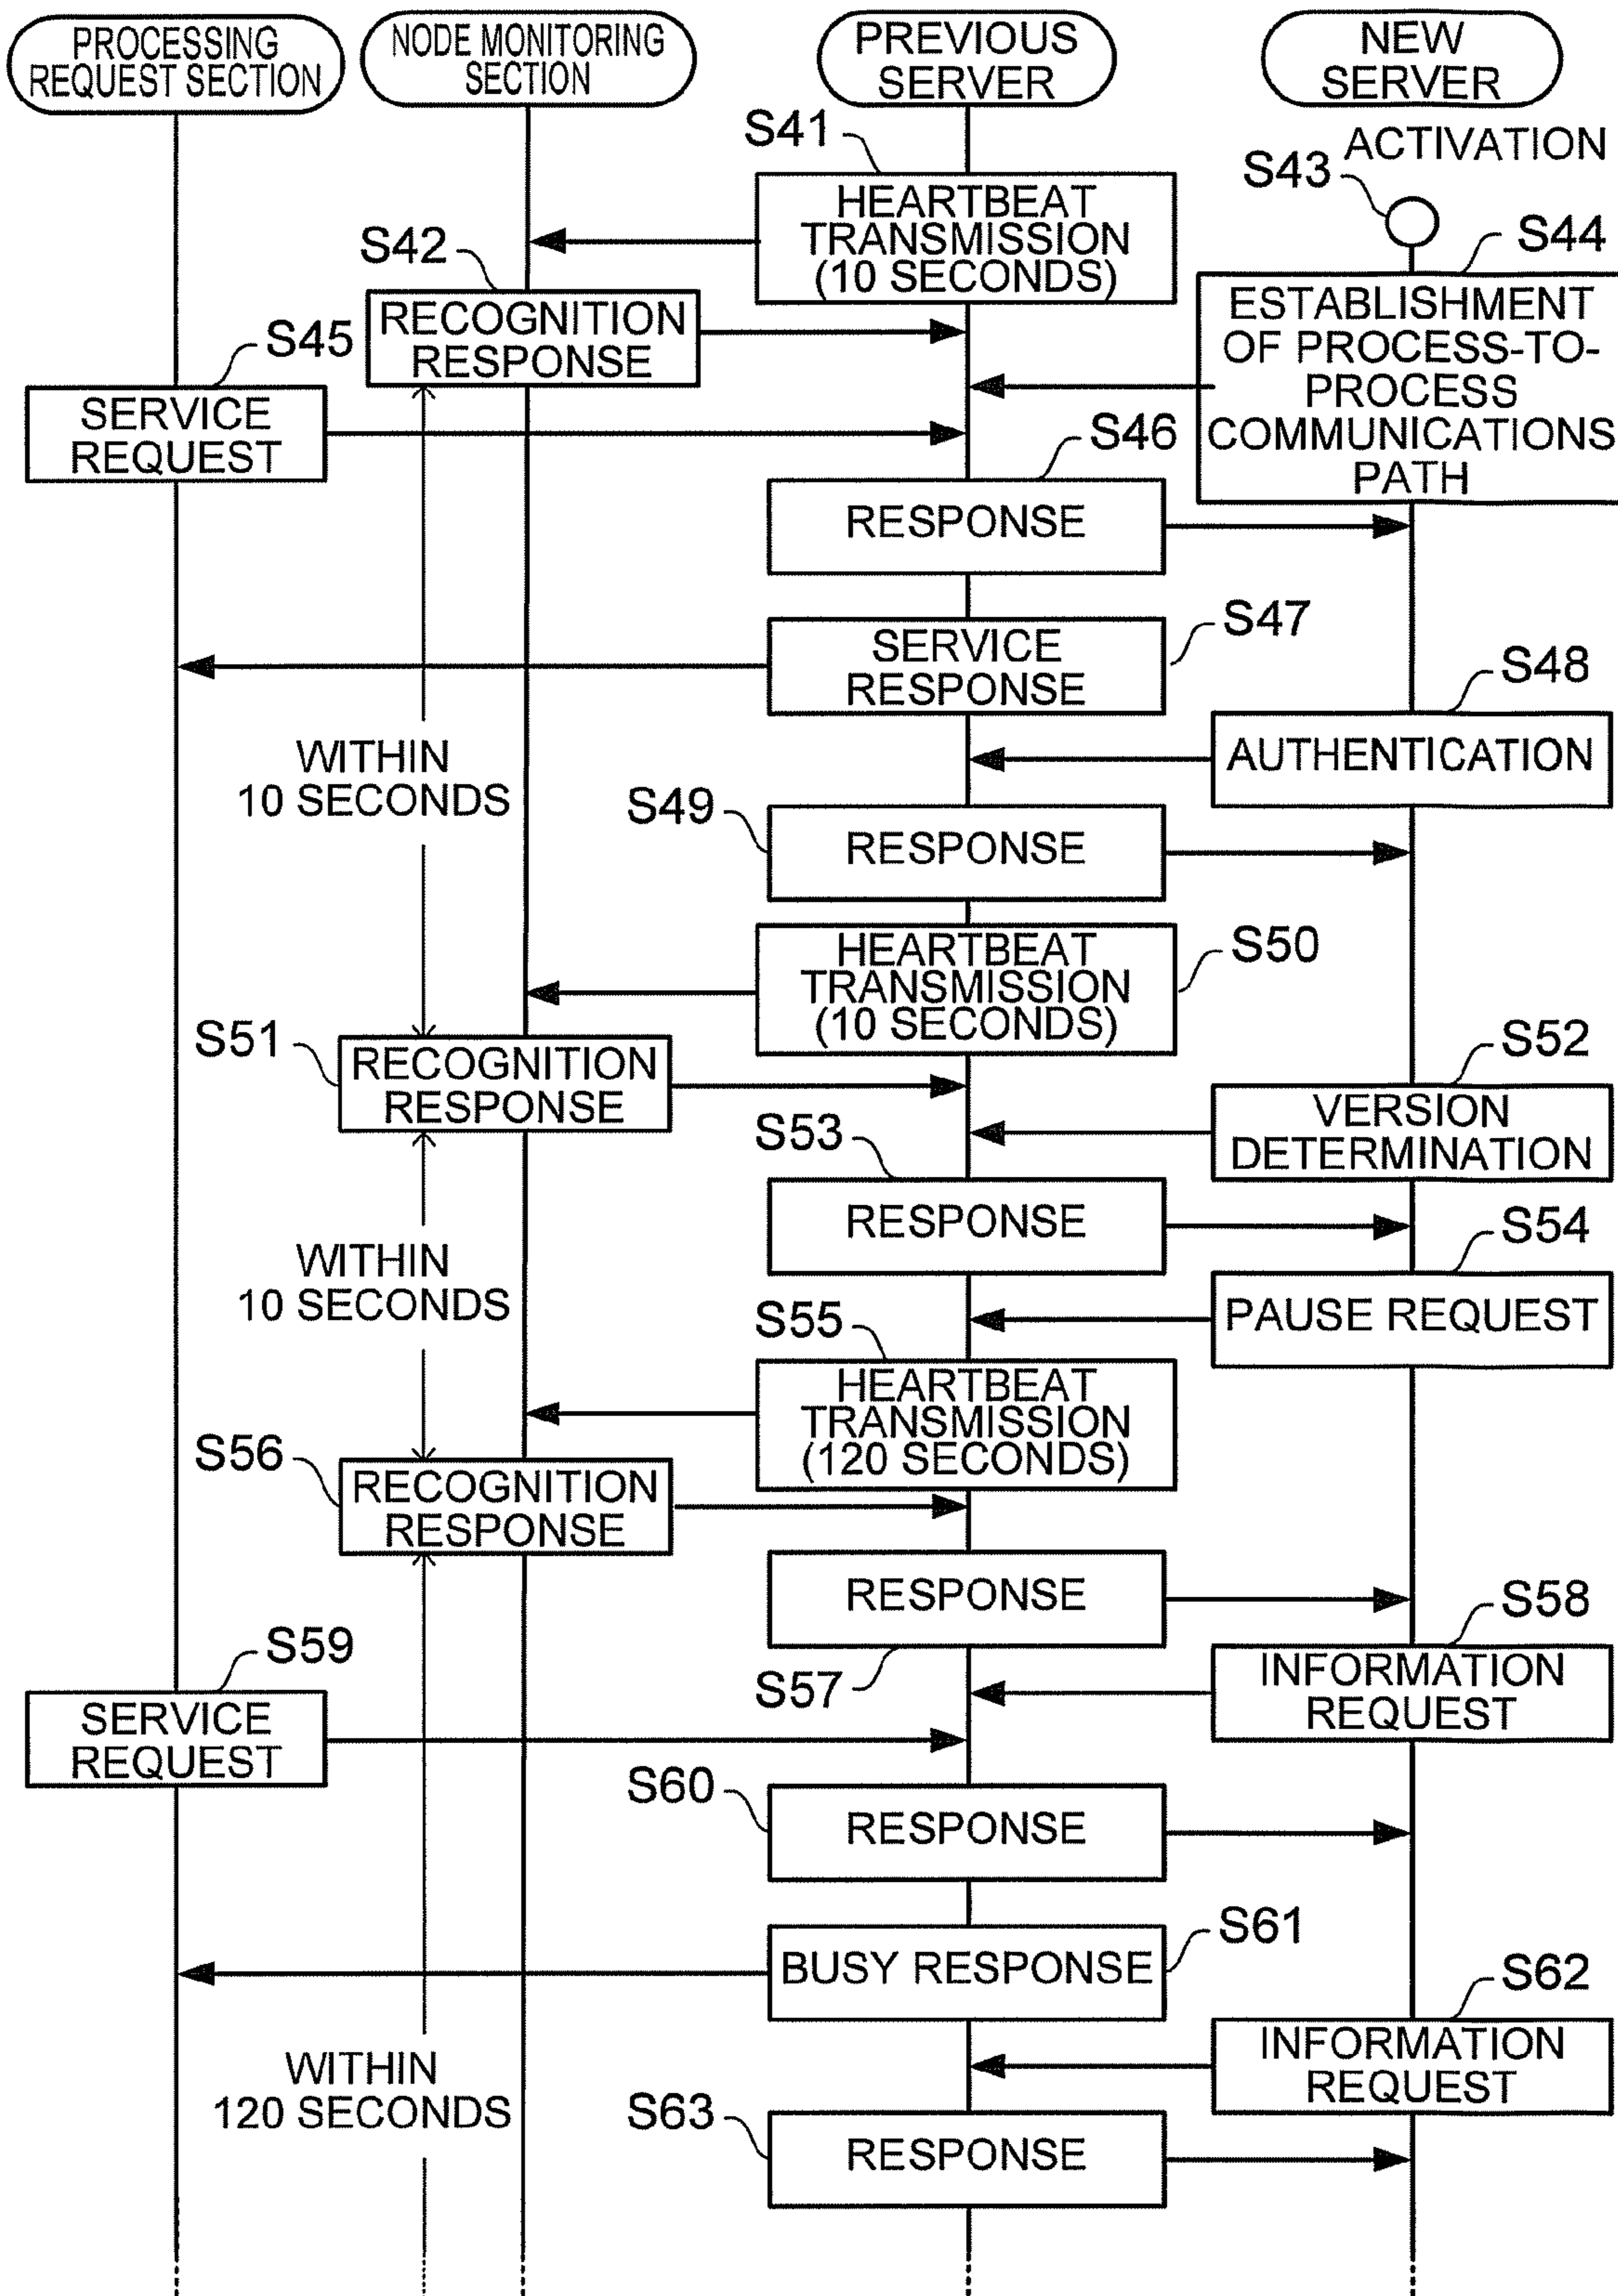 PROCESSING
REQUEST SECTION
NODE MONITORING
SECTION
PREVIOUS
SERVER
NEW
SERVER
S41
ACTIVATION
S43
HEARTBEAT
TRANSMISSION
(10 SECONDS)
S42
S44
RECOGNITION
RESPONSE
ESTABLISHMENT
OF PROCESS-TO-
PROCESS
COMMUNICATIONS
PATH
S45
SERVICE
REQUEST
S46
RESPONSE
S47
SERVICE
RESPONSE
S48
AUTHENTICATION
WITHIN
10 SECONDS
S49
RESPONSE
HEARTBEAT
TRANSMISSION
(10 SECONDS)
S50
S51
RECOGNITION
RESPONSE
S52
VERSION
DETERMINATION
S53
RESPONSE
S54
WITHIN
10 SECONDS
PAUSE REQUEST
S55
HEARTBEAT
TRANSMISSION
(120 SECONDS)
S56
RECOGNITION
RESPONSE
RESPONSE
S57
S58
INFORMATION
REQUEST
S59
SERVICE
REQUEST
S60
RESPONSE
S61
BUSY RESPONSE
S62
INFORMATION
REQUEST
WITHIN
120 SECONDS
S63
RESPONSE